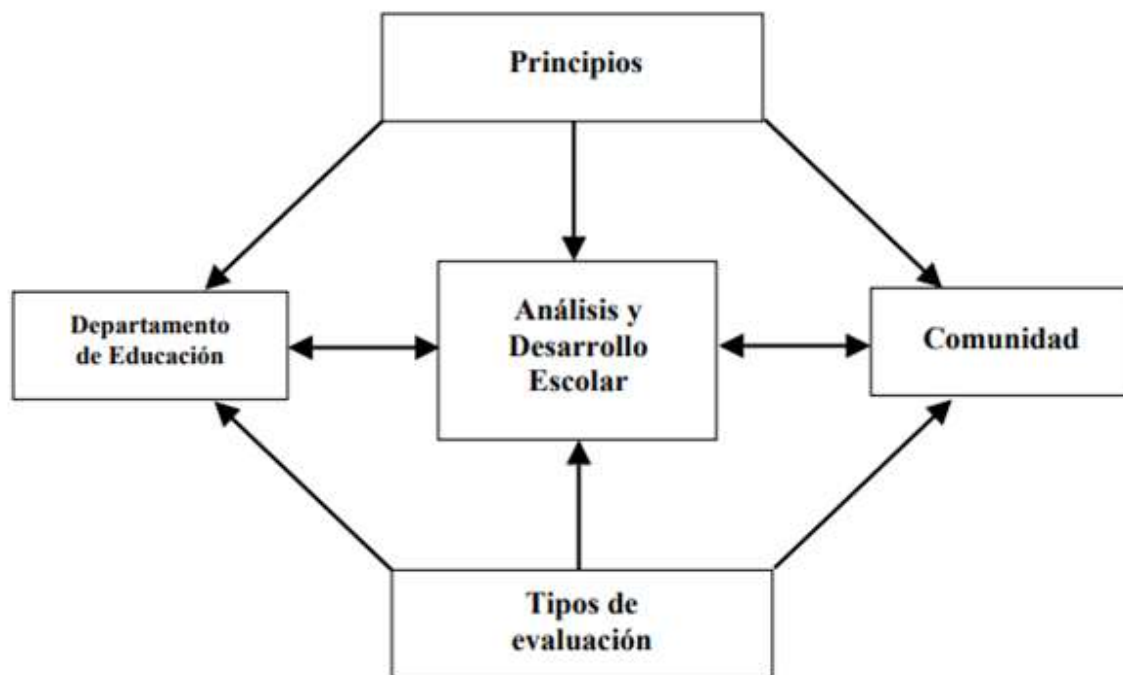 Principios
Departamento
de Educación
Análisis y
Desarrollo
Escolar
Comunidad
Tipos de
evaluación